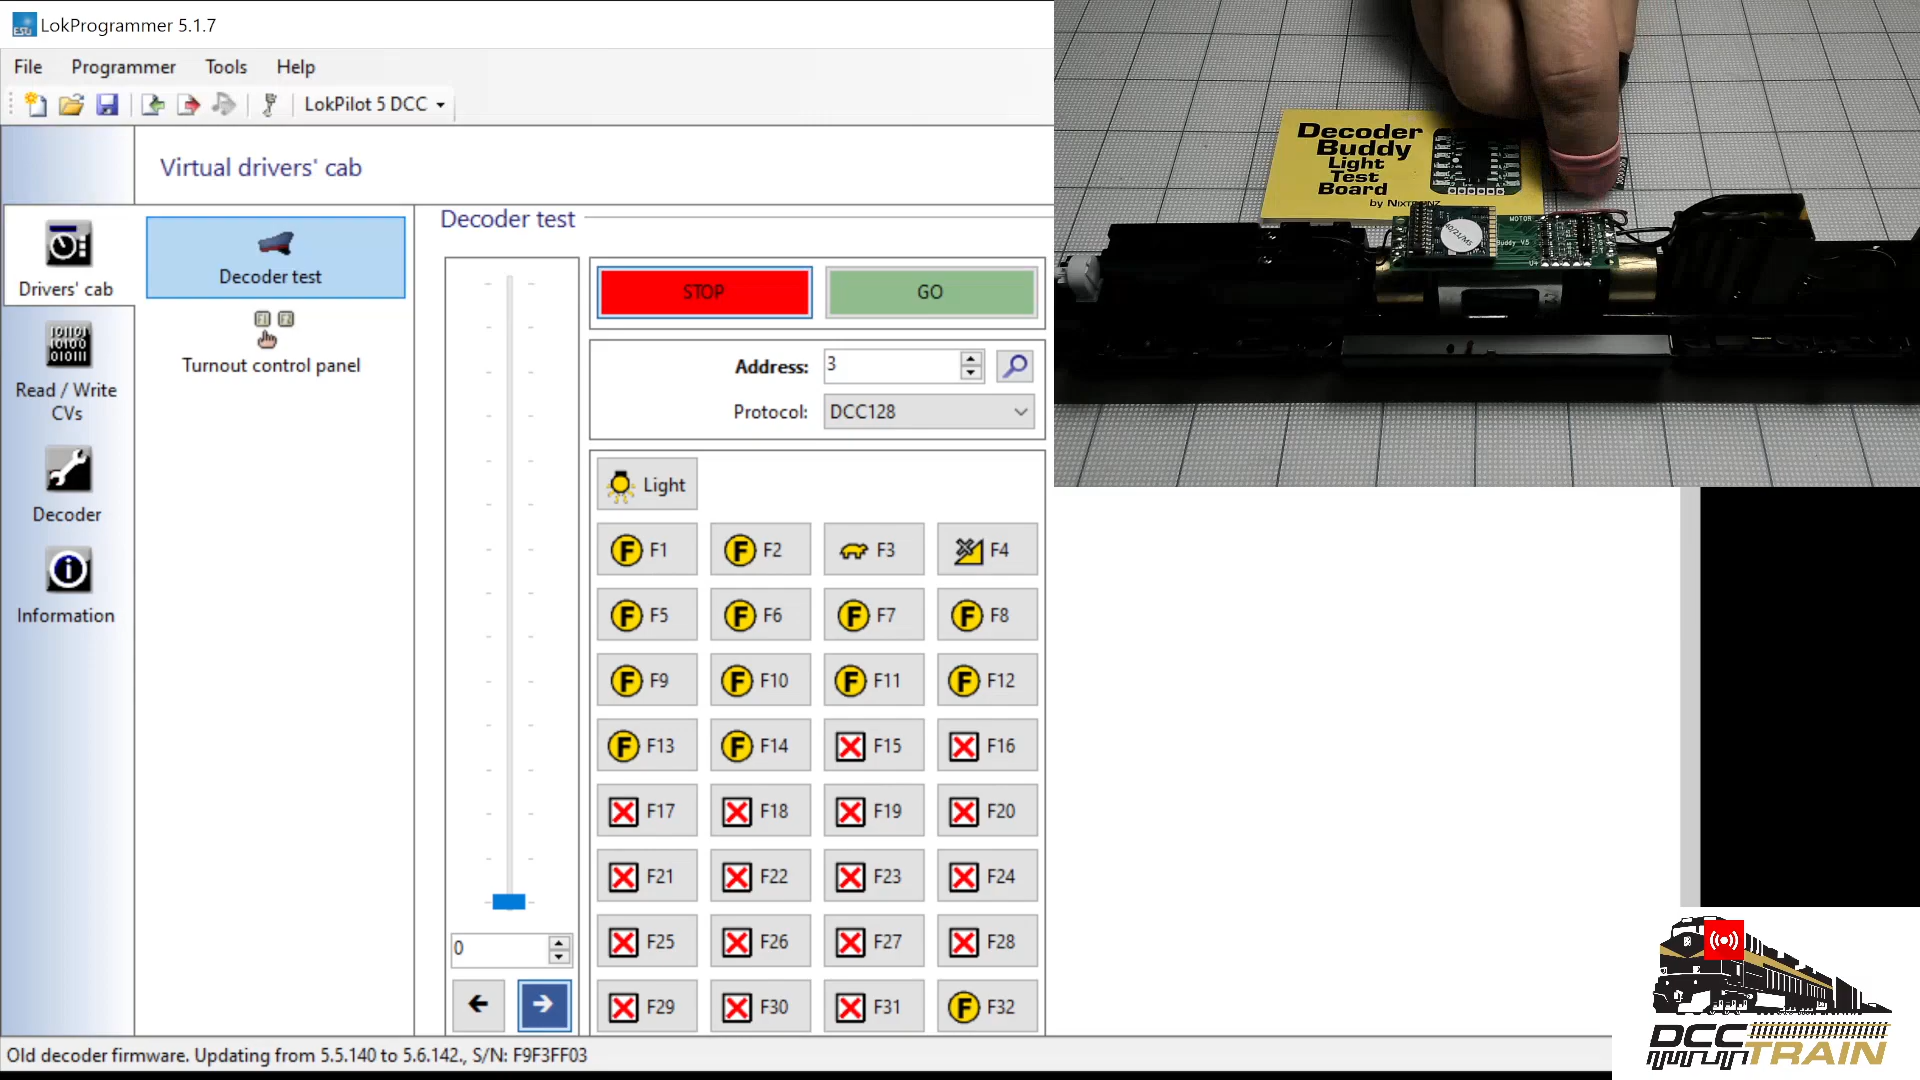 LokProgrammer 5.1.7
File Programmer Tools Help
LokPilot 5 DCC
Virtual drivers' cab
Drivers' cab
Read / Write
CVs
Decoder
Information
Decoder test
Turnout control panel
Decoder test
STOP GO
Address: 3
Protocol: DCC128
Light
F F1 F F2 F3 F4
F F5 F F6 F F7 F F8
F F9 F F10 F F11 F F12
F F13 F F14 F15 F16
F17 F18 F19 F20
F21 F22 F23 F24
F25 F26 F27 F28
F29 F30 F31 F F32
0
Old decoder firmware. Updating from 5.5.140 to 5.6.142., S/N: F9F3FF03
Decoder
Buddy
Light
Test
Board
by
MOTOR
Buddy V5
DCC
TRAIN